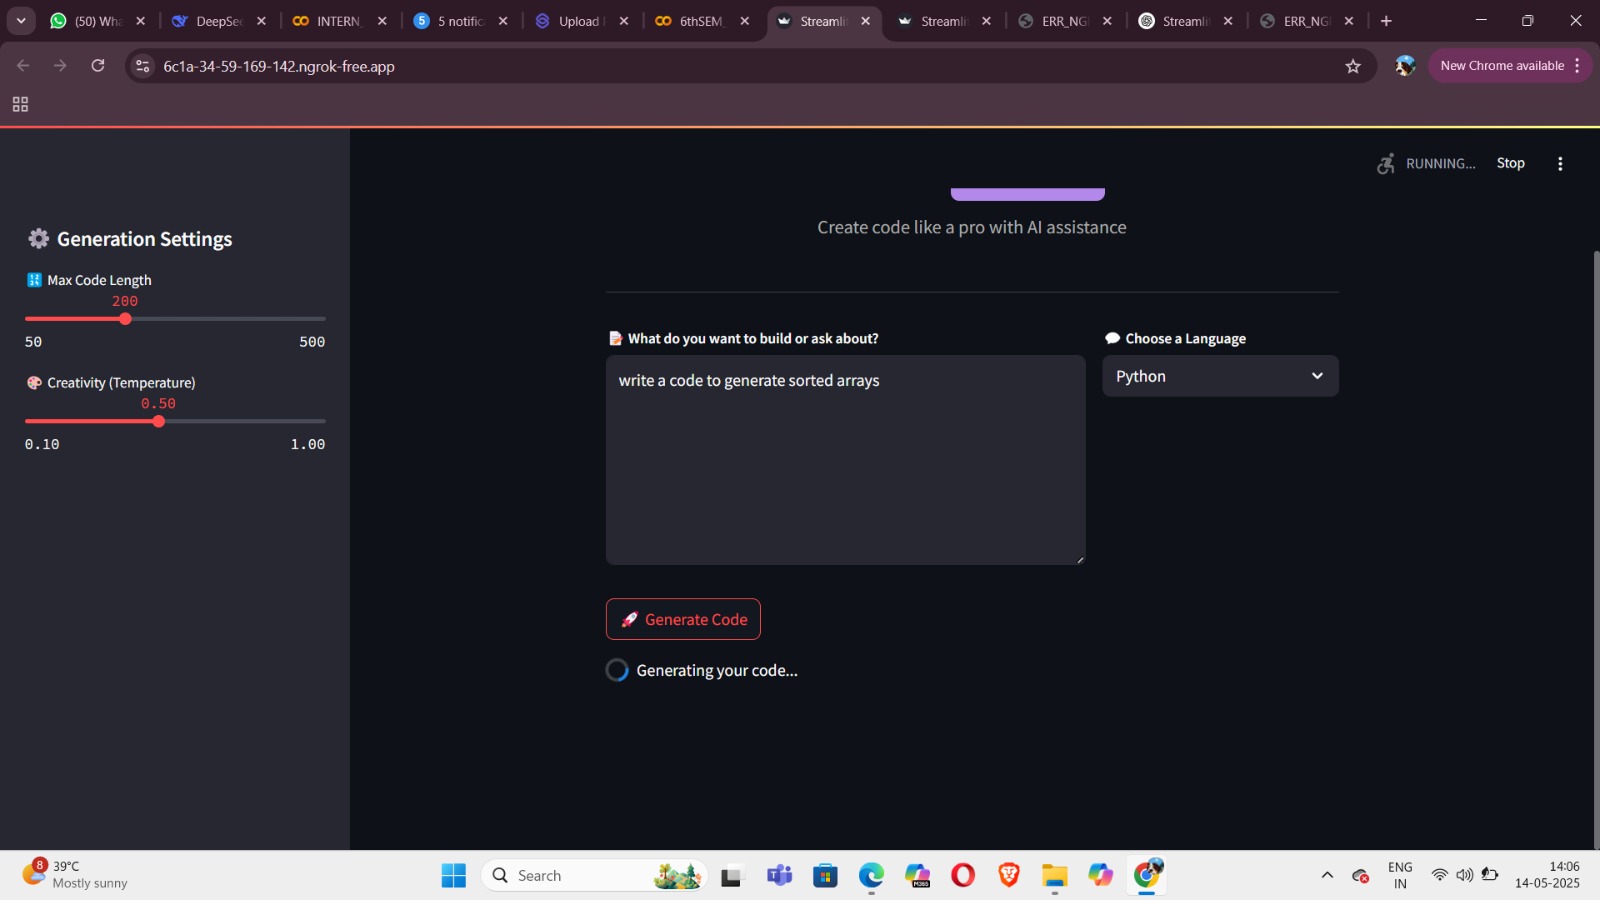 (50) Wha
DeepSee
INTERN_
5 notific
Upload
6thSEM_
Streamli
Streamli
ERR_NG
Streamli
ERR_NG
6c1a-34-59-169-142.ngrok-free.app
New Chrome available
RUNNING...
Stop
Create code like a pro with AI assistance
Generation Settings
Max Code Length
200
50
500
Creativity (Temperature)
0.50
0.10
1.00
What do you want to build or ask about?
Choose a Language
write a code to generate sorted arrays
Python
Generate Code
Generating your code...
8
39°C
Mostly sunny
Search
M365
ENG
IN
14:06
14-05-2025